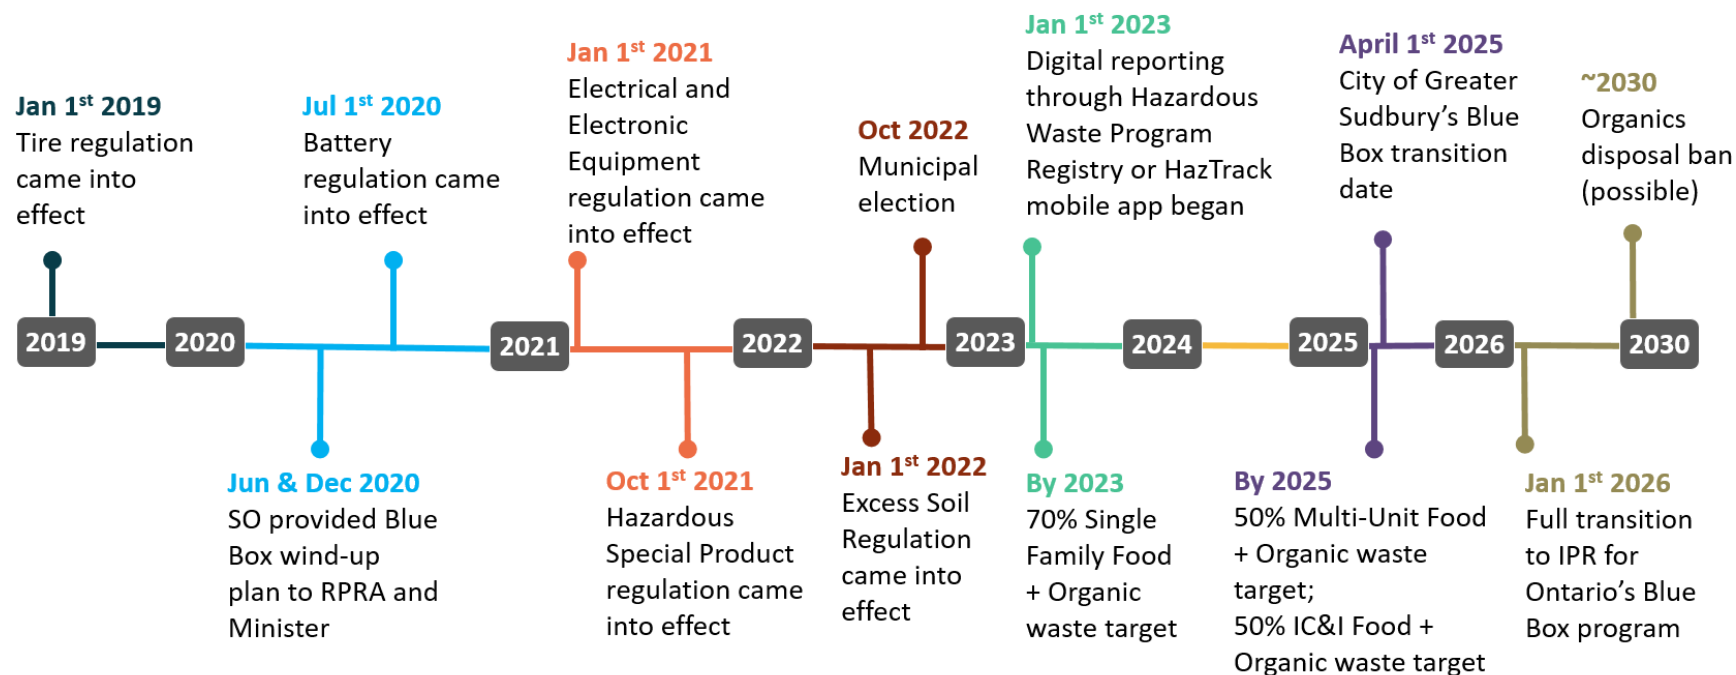 Jan 1st 2019
Tire regulation
came into
effect
Jul 1st 2020
Battery
regulation came
into effect
Jan 1st 2021
Electrical and
Electronic
Equipment
regulation came
into effect
Oct 2022
Municipal
election
Jan 1st 2023
Digital reporting
through Hazardous
Waste Program
Registry or HazTrack
mobile app began
April 1st 2025
City of Greater
Sudbury’s Blue
Box transition
date
~2030
Organics
disposal ban
(possible)
2019
2020
2021
2022
2023
2024
2025
2026
2030
Jun & Dec 2020
SO provided Blue
Box wind-up
plan to RPRA and
Minister
Oct 1st 2021
Hazardous
Special Product
regulation came
into effect
Jan 1st 2022
Excess Soil
Regulation
came into
effect
By 2023
70% Single
Family Food
+ Organic
waste target
By 2025
50% Multi-Unit Food
+ Organic waste
target;
50% IC&I Food +
Organic waste target
Jan 1st 2026
Full transition
to IPR for
Ontario’s Blue
Box program